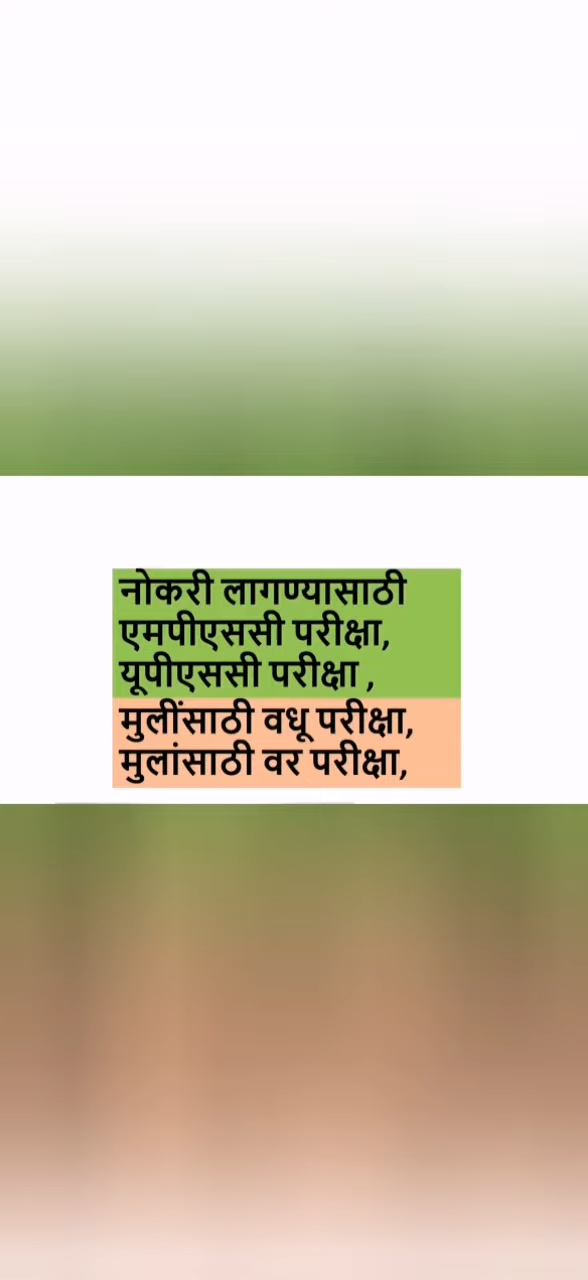 नोकरी लागण्यासाठी
एमपीएससी परीक्षा,
यूपीएससी परीक्षा ,
मुलींसाठी वधू परीक्षा,
मुलांसाठी वर परीक्षा,